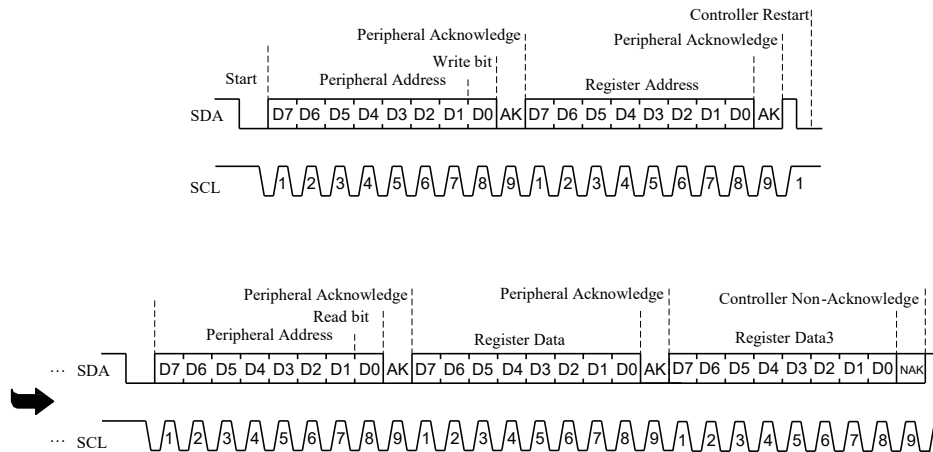 Controller Restart
Peripheral Acknowledge Peripheral Acknowledge
Write bit
Start Peripheral Address Register Address
SDA D7 D6 D5 D4 D3 D2 D1 D0 AK D7 D6 D5 D4 D3 D2 D1 D0 AK
SCL 1 2 3 4 5 6 7 8 9 1 2 3 4 5 6 7 8 9 1
Peripheral Acknowledge Peripheral Acknowledge Controller Non-Acknowledge
Read bit
Peripheral Address Register Data Register Data3
··· SDA D7 D6 D5 D4 D3 D2 D1 D0 AK D7 D6 D5 D4 D3 D2 D1 D0 AK D7 D6 D5 D4 D3 D2 D1 D0 NAK
··· SCL 1 2 3 4 5 6 7 8 9 1 2 3 4 5 6 7 8 9 1 2 3 4 5 6 7 8 9